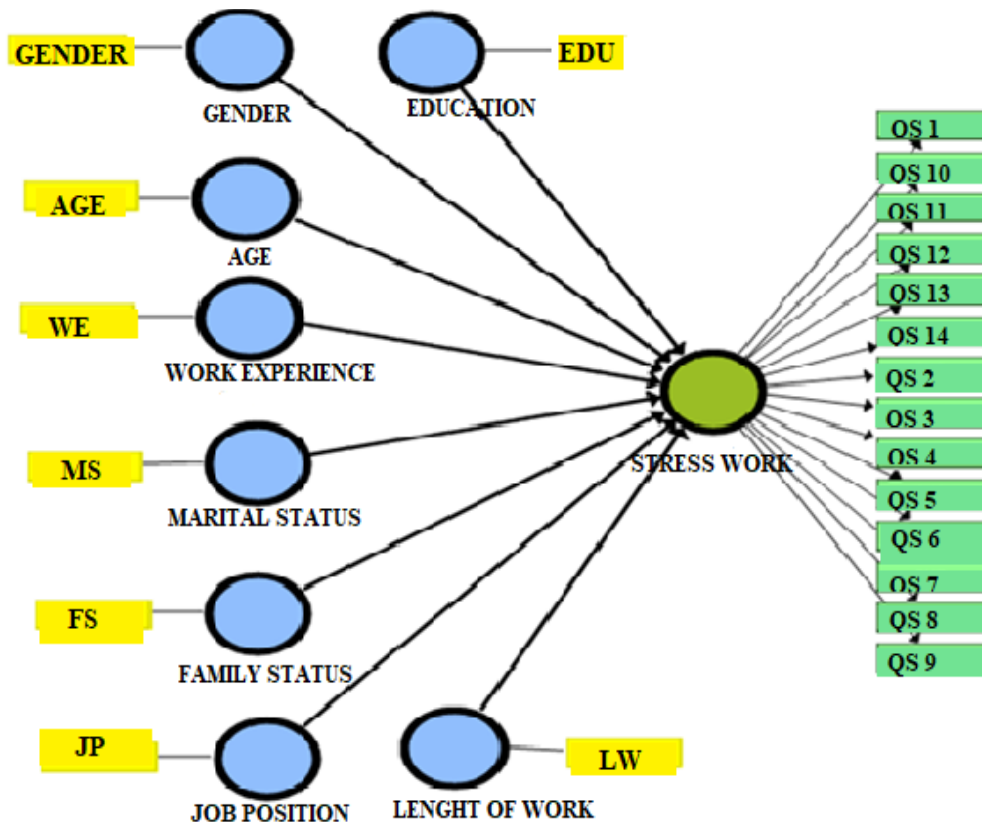 GENDER
GENDER
EDU
EDUCATION
AGE
AGE
WE
WORK EXPERIENCE
MS
MARITAL STATUS
FS
FAMILY STATUS
JP
JOB POSITION
LW
LENGHT OF WORK
STRESS WORK
QS 1
QS 10
QS 11
QS 12
QS 13
QS 14
QS 2
QS 3
QS 4
QS 5
QS 6
QS 7
QS 8
QS 9